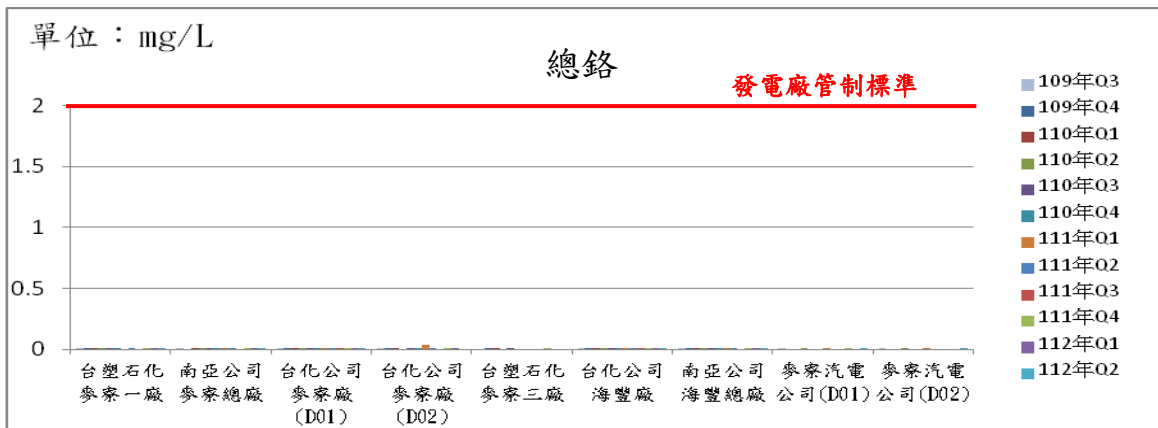 單位：mg/L
總鉻
發電廠管制標準
2
1.5
1
0.5
0
台塑石化
麥寮一廠
南亞公司
麥寮總廠
台化公司
麥寮廠
(D01)
台化公司
麥寮廠
(D02)
台塑石化
麥寮三廠
台化公司
海豐廠
南亞公司
海豐總廠
麥寮汽電
公司(D01)
麥寮汽電
公司(D02)
109年Q3
109年Q4
110年Q1
110年Q2
110年Q3
110年Q4
111年Q1
111年Q2
111年Q3
111年Q4
112年Q1
112年Q2